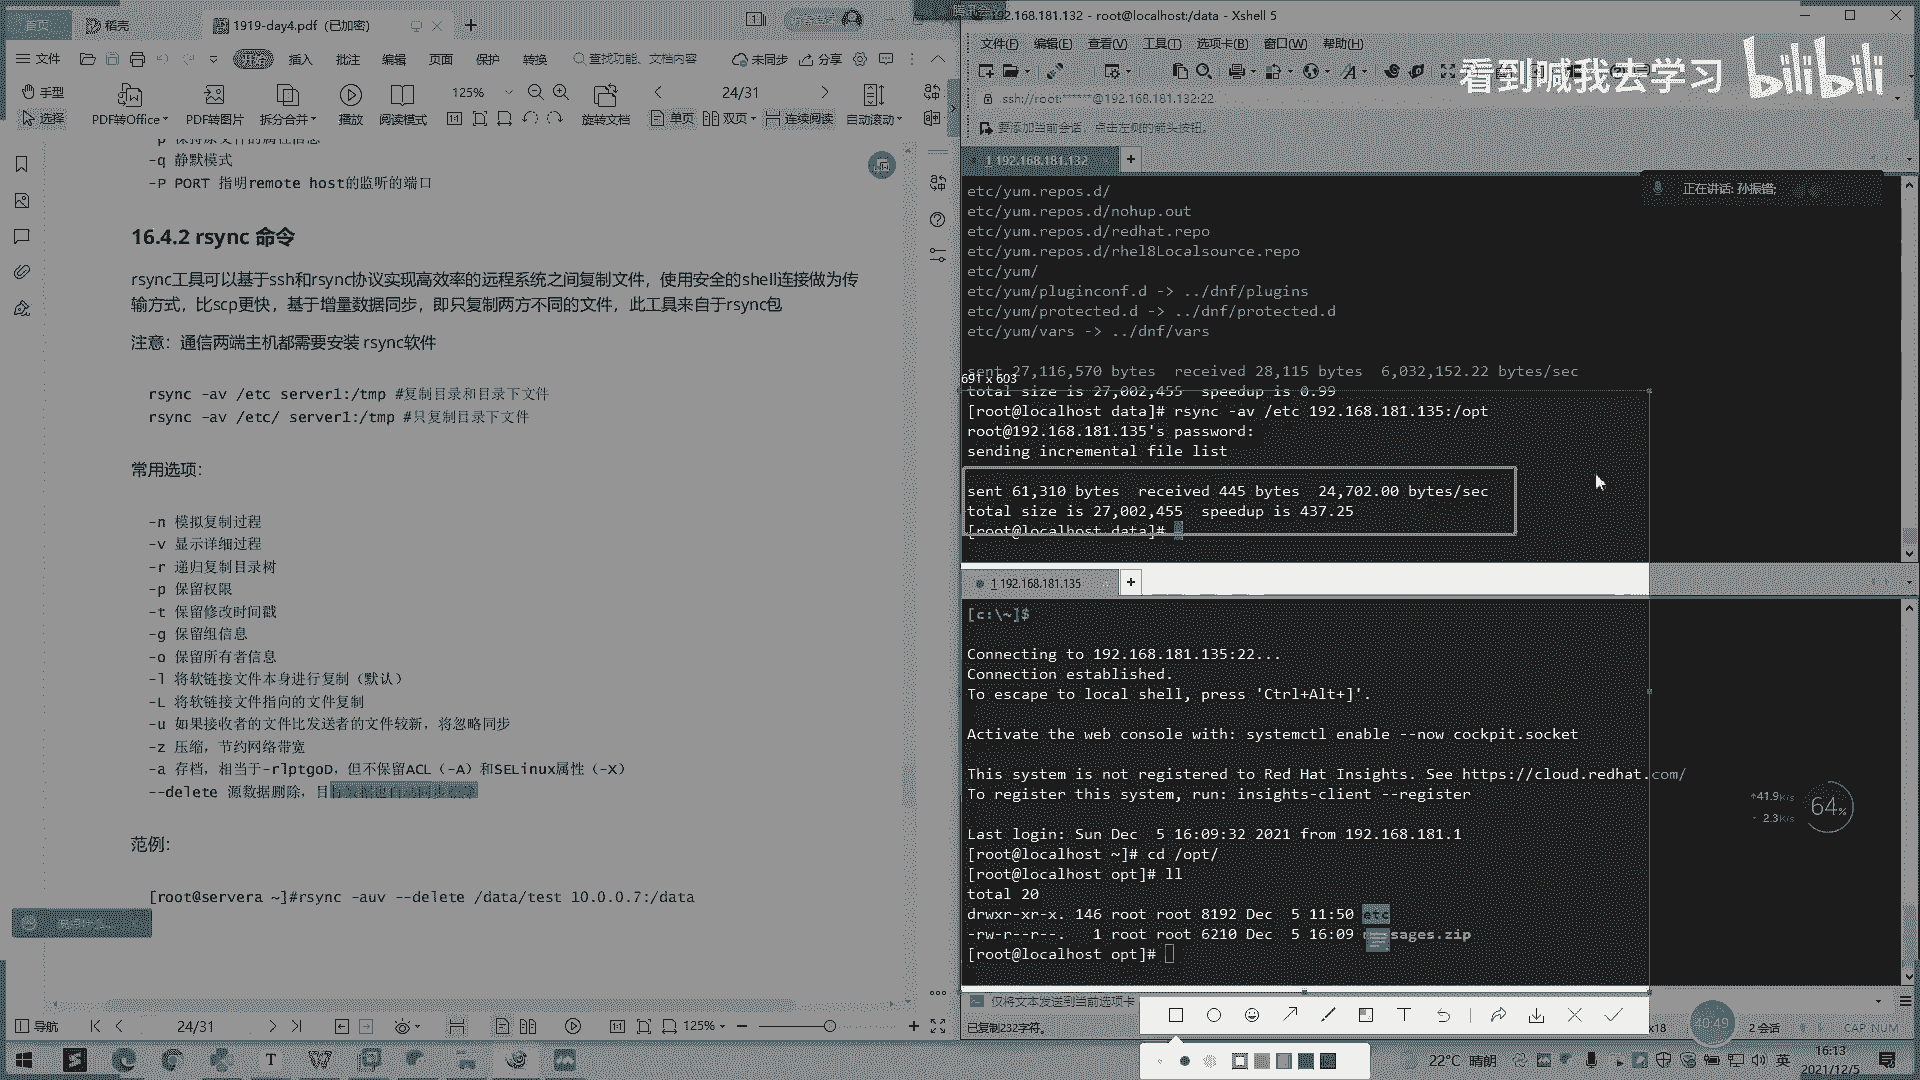 首页
稻壳
1919-day4.pdf (已加密)
文件
开始
插入
批注
编辑
页面
保护
转换
查找功能、文档内容
未同步
分享
手型
选择
PDF转Office
PDF转图片
拆分合并
播放
阅读模式
125%
24/31
旋转文档
单页
双页
连续阅读
自动滚动
-p 保持原文件的属性信息
-q 静默模式
-P PORT 指明remote host的监听的端口
16.4.2 rsync 命令
rsync工具可以基于ssh和rsync协议实现高效率的远程系统之间复制文件，使用安全的shell连接做为传
输方式，比scp更快，基于增量数据同步，即只复制两方不同的文件，此工具来自于rsync包
注意：通信两端主机都需要安装 rsync软件
rsync -av /etc server1:/tmp #复制目录和目录下文件
rsync -av /etc/ server1:/tmp #只复制目录下文件
常用选项：
-n 模拟复制过程
-v 显示详细过程
-r 递归复制目录树
-p 保留权限
-t 保留修改时间戳
-g 保留组信息
-o 保留所有者信息
-l 将软链接文件本身进行复制（默认）
-L 将软链接文件指向的文件复制
-u 如果接收者的文件比发送者的文件较新，将忽略同步
-z 压缩，节约网络带宽
-a 存档，相当于-rlptgoD，但不保留ACL（-A）和SELinux属性（-X）
--delete 源数据删除，目
范例：
[root@servera ~]#rsync -auv --delete /data/test 10.0.0.7:/data
导航
24/31
125%
192.168.181.132 - root@localhost:/data - Xshell 5
文件(F) 编辑(E) 查看(V) 工具(T) 选项卡(B) 窗口(W) 帮助(H)
看到喊我去学习 bilibili
ssh://root:******@192.168.181.132:22
要添加当前会话，点击左侧的箭头按钮。
1 192.168.181.132
正在讲话: 孙振锴;
etc/yum.repos.d/
etc/yum.repos.d/nohup.out
etc/yum.repos.d/redhat.repo
etc/yum.repos.d/rhel8Localsource.repo
etc/yum/
etc/yum/pluginconf.d -> ../dnf/plugins
etc/yum/protected.d -> ../dnf/protected.d
etc/yum/vars -> ../dnf/vars
sent 27,116,570 bytes  received 28,115 bytes  6,032,152.22 bytes/sec
691 x 603
total size is 27,002,455  speedup is 0.99
[root@localhost data]# rsync -av /etc 192.168.181.135:/opt
root@192.168.181.135's password:
sending incremental file list
sent 61,310 bytes  received 445 bytes  24,702.00 bytes/sec
total size is 27,002,455  speedup is 437.25
[root@localhost data]#
1 192.168.181.135
[c:\~]$
Connecting to 192.168.181.135:22...
Connection established.
To escape to local shell, press 'Ctrl+Alt+]'.
Activate the web console with: systemctl enable --now cockpit.socket
This system is not registered to Red Hat Insights. See https://cloud.redhat.com/
To register this system, run: insights-client --register
Last login: Sun Dec  5 16:09:32 2021 from 192.168.181.1
[root@localhost ~]# cd /opt/
[root@localhost opt]# ll
total 20
drwxr-xr-x. 146 root root 8192 Dec  5 11:50 etc
-rw-r--r--.   1 root root 6210 Dec  5 16:09 sages.zip
[root@localhost opt]#
41.9K/s
2.3K/s
64%
仅将文本发送到当前选项卡
已复制232字符。
x18
40:49
2 会话
CAP NUM
22°C 晴朗
英
16:13
2021/12/5